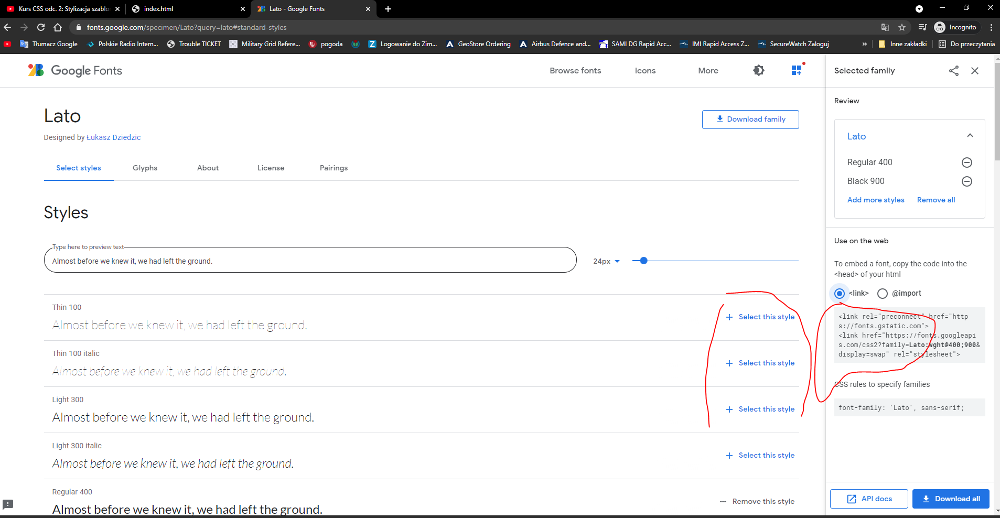 Kurs CSS odc. 2: Stylizacja szablo
index.html
Lato - Google Fonts
fonts.google.com/specimen/Lato?query=lato#standard-styles
Incognito
Tłumacz Google
Polskie Radio Intern...
Trouble TICKET
Military Grid Refere...
pogoda
Logowanie do Zim...
GeoStore Ordering
Airbus Defence and...
SAMI DG Rapid Acc...
IMI Rapid Access Z...
SecureWatch Zaloguj
»
Inne zakładki
Do przeczytania
Google Fonts
Browse fonts
Icons
More
Lato
Designed by Łukasz Dziedzic
Download family
Select styles
Glyphs
About
License
Pairings
Styles
Type here to preview text
Almost before we knew it, we had left the ground.
24px
Thin 100
Almost before we knew it, we had left the ground.
Select this style
Thin 100 italic
Almost before we knew it, we had left the ground.
Select this style
Light 300
Almost before we knew it, we had left the ground.
Select this style
Light 300 italic
Almost before we knew it, we had left the ground.
Select this style
Regular 400
Almost before we knew it, we had left the ground.
Remove this style
Selected family
Review
Lato
Regular 400
Black 900
Add more styles
Remove all
Use on the web
To embed a font, copy the code into the
<head> of your html
<link>
@import
<link rel="preconnect" href="http
s://fonts.gstatic.com">
<link href="https://fonts.googleapi
s.com/css2?family=Lato:wght@400;900&
display=swap" rel="stylesheet">
CSS rules to specify families
font-family: 'Lato', sans-serif;
API docs
Download all